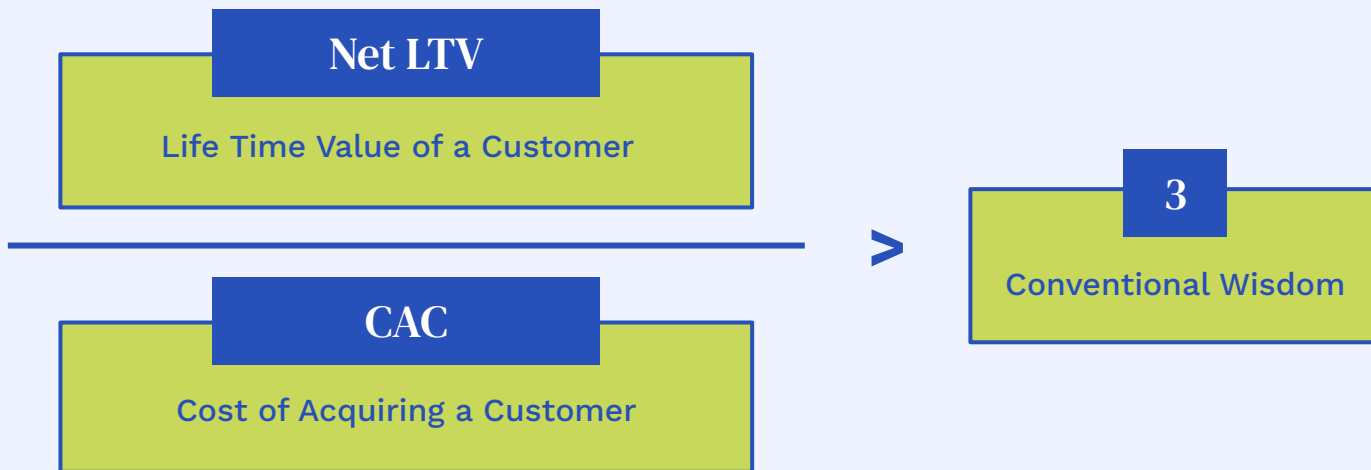 Net LTV
Life Time Value of a Customer
>
3
Conventional Wisdom
CAC
Cost of Acquiring a Customer